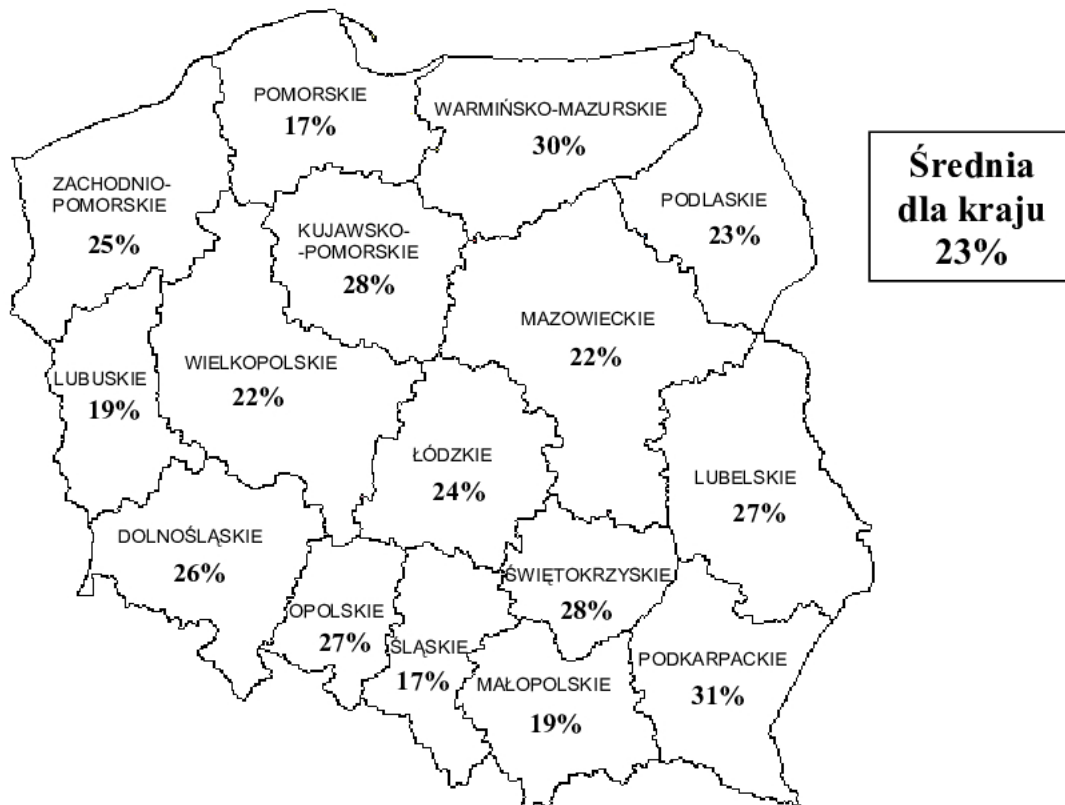 POMORSKIE
17%
WARMIŃSKO-MAZURSKIE
30%
ZACHODNIO-
POMORSKIE
25%
KUJAWSKO-
-POMORSKIE
28%
PODLASKIE
23%
Średnia
dla kraju
23%
MAZOWIECKIE
22%
WIELKOPOLSKIE
22%
LUBUSKIE
19%
ŁÓDZKIE
24%
LUBELSKIE
27%
DOLNOŚLĄSKIE
26%
ŚWIĘTOKRZYSKIE
28%
OPOLSKIE
27%
ŚLĄSKIE
17%
MAŁOPOLSKIE
19%
PODKARPACKIE
31%